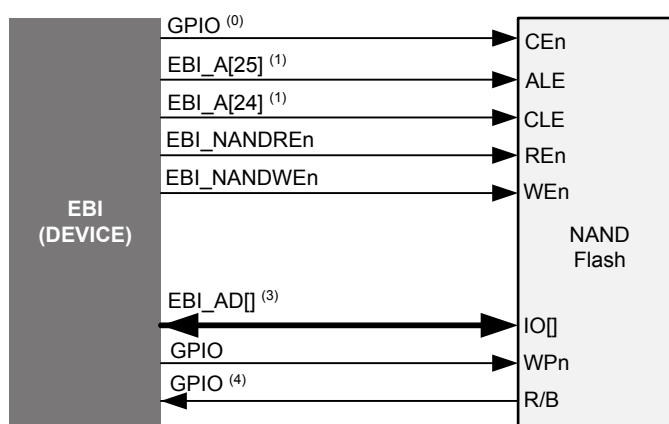 GPIO (0)
CEn
EBI_A[25] (1)
ALE
EBI_A[24] (1)
CLE
EBI_NANDREn
REn
EBI_NANDWEn
WEn
EBI
(DEVICE)
NAND
Flash
EBI_AD[] (3)
IO[]
GPIO
WPn
GPIO (4)
R/B